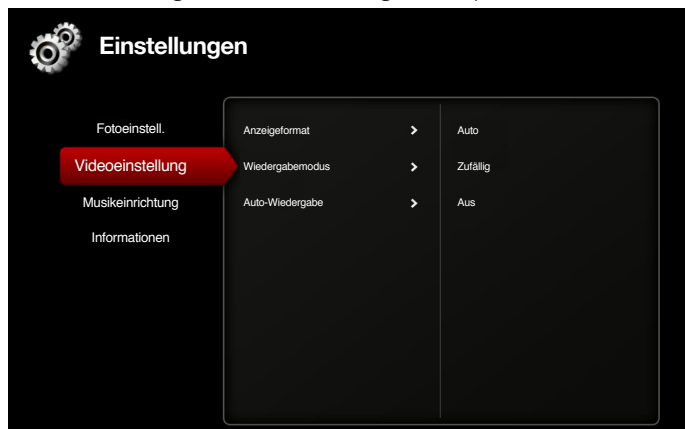 Einstellungen
Fotoeinstell.
Videoeinstellung
Musikeinrichtung
Informationen
Anzeigeformat > Auto
Wiedergabemodus > Zufällig
Auto-Wiedergabe > Aus